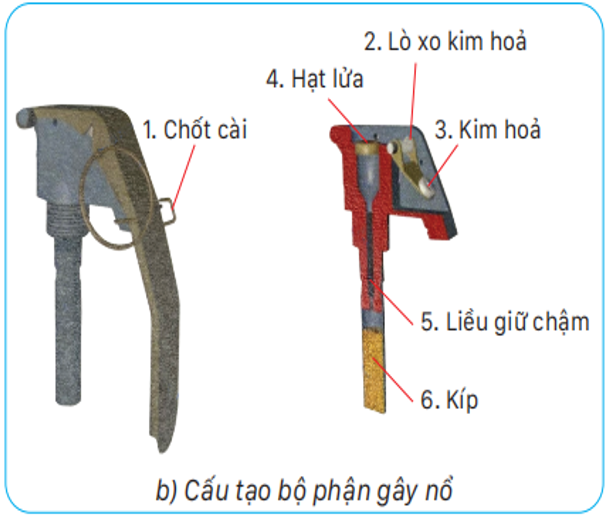 2. Lò xo kim hoả
4. Hạt lửa
1. Chốt cài
3. Kim hoả
5. Liều giữ chậm
6. Kíp
b) Cấu tạo bộ phận gây nổ